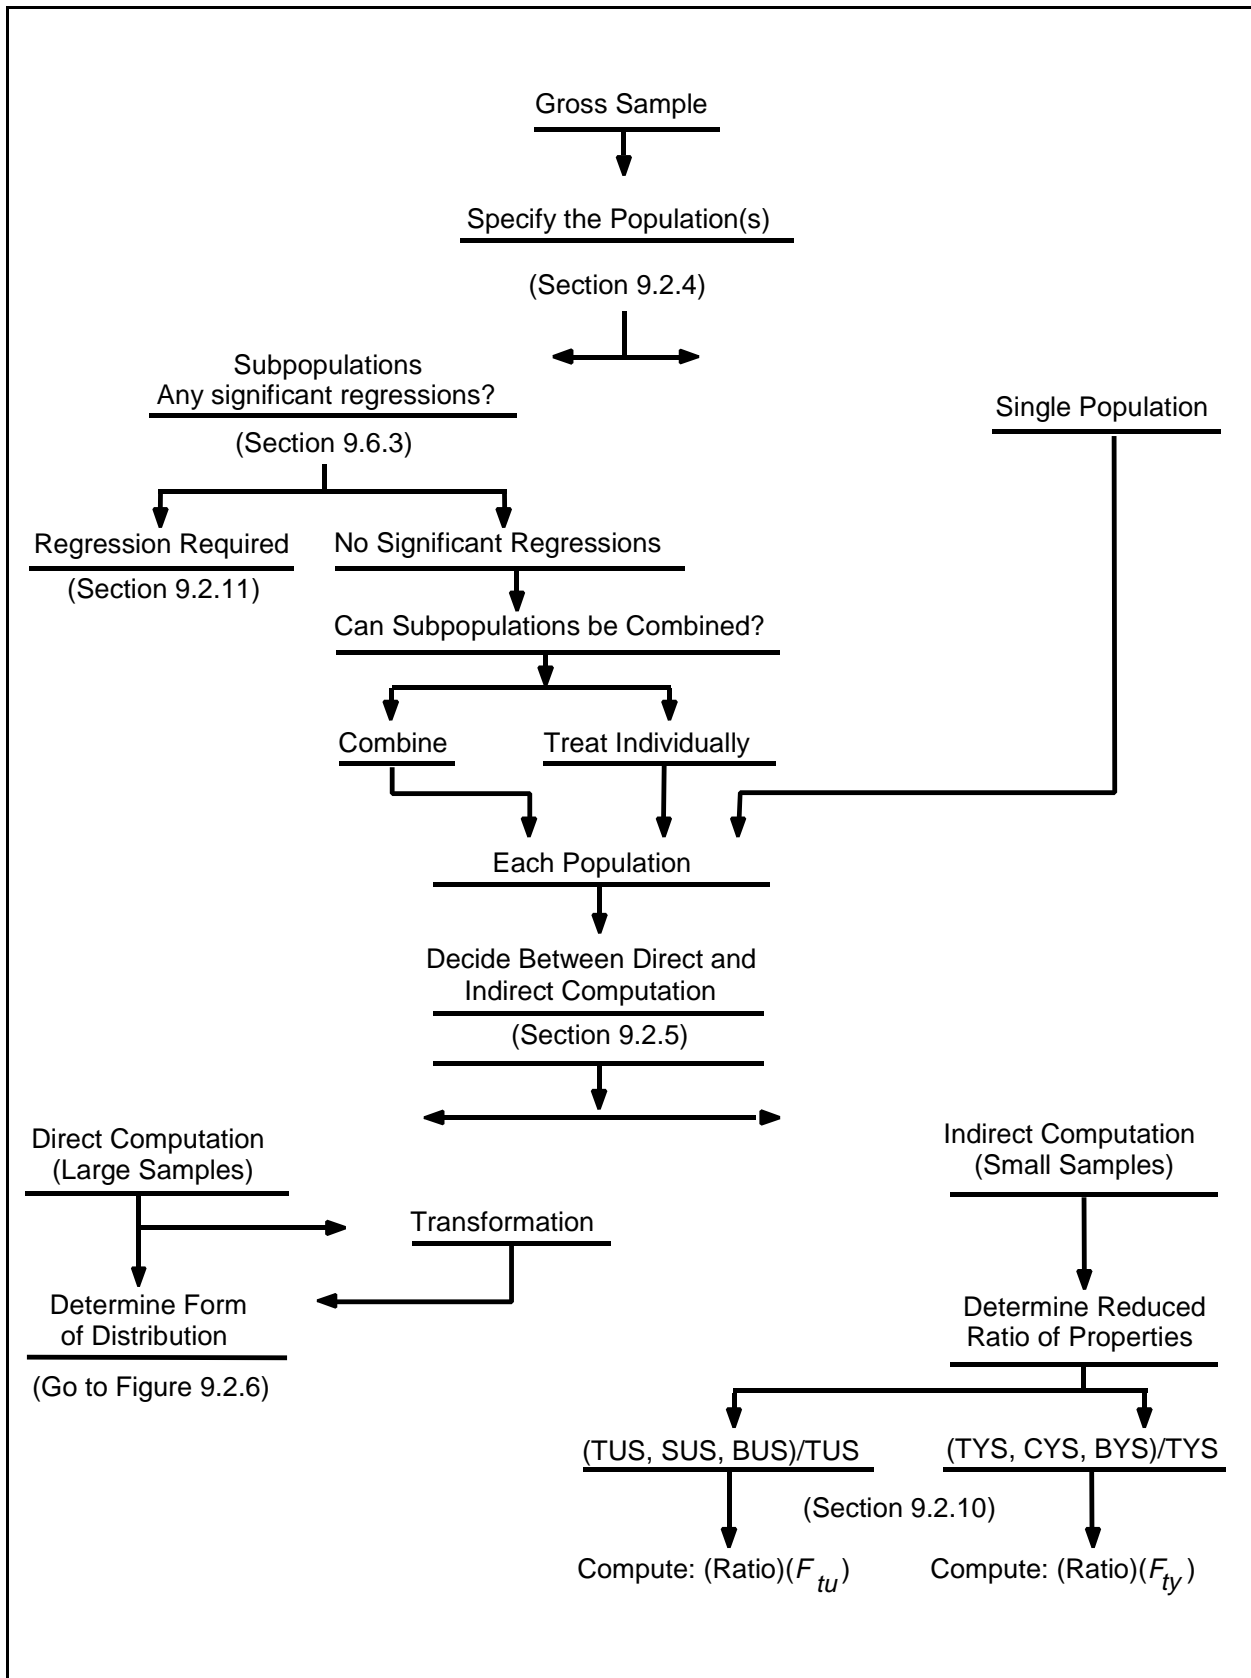 Gross Sample
Specify the Population(s)
(Section 9.2.4)
Subpopulations
Any significant regressions?
(Section 9.6.3)
Single Population
Regression Required
(Section 9.2.11)
No Significant Regressions
Can Subpopulations be Combined?
Combine
Treat Individually
Each Population
Decide Between Direct and
Indirect Computation
(Section 9.2.5)
Direct Computation
(Large Samples)
Transformation
Determine Form
of Distribution
(Go to Figure 9.2.6)
Indirect Computation
(Small Samples)
Determine Reduced
Ratio of Properties
(TUS, SUS, BUS)/TUS
(TYS, CYS, BYS)/TYS
(Section 9.2.10)
Compute: (Ratio)(F tu)
Compute: (Ratio)(F ty)